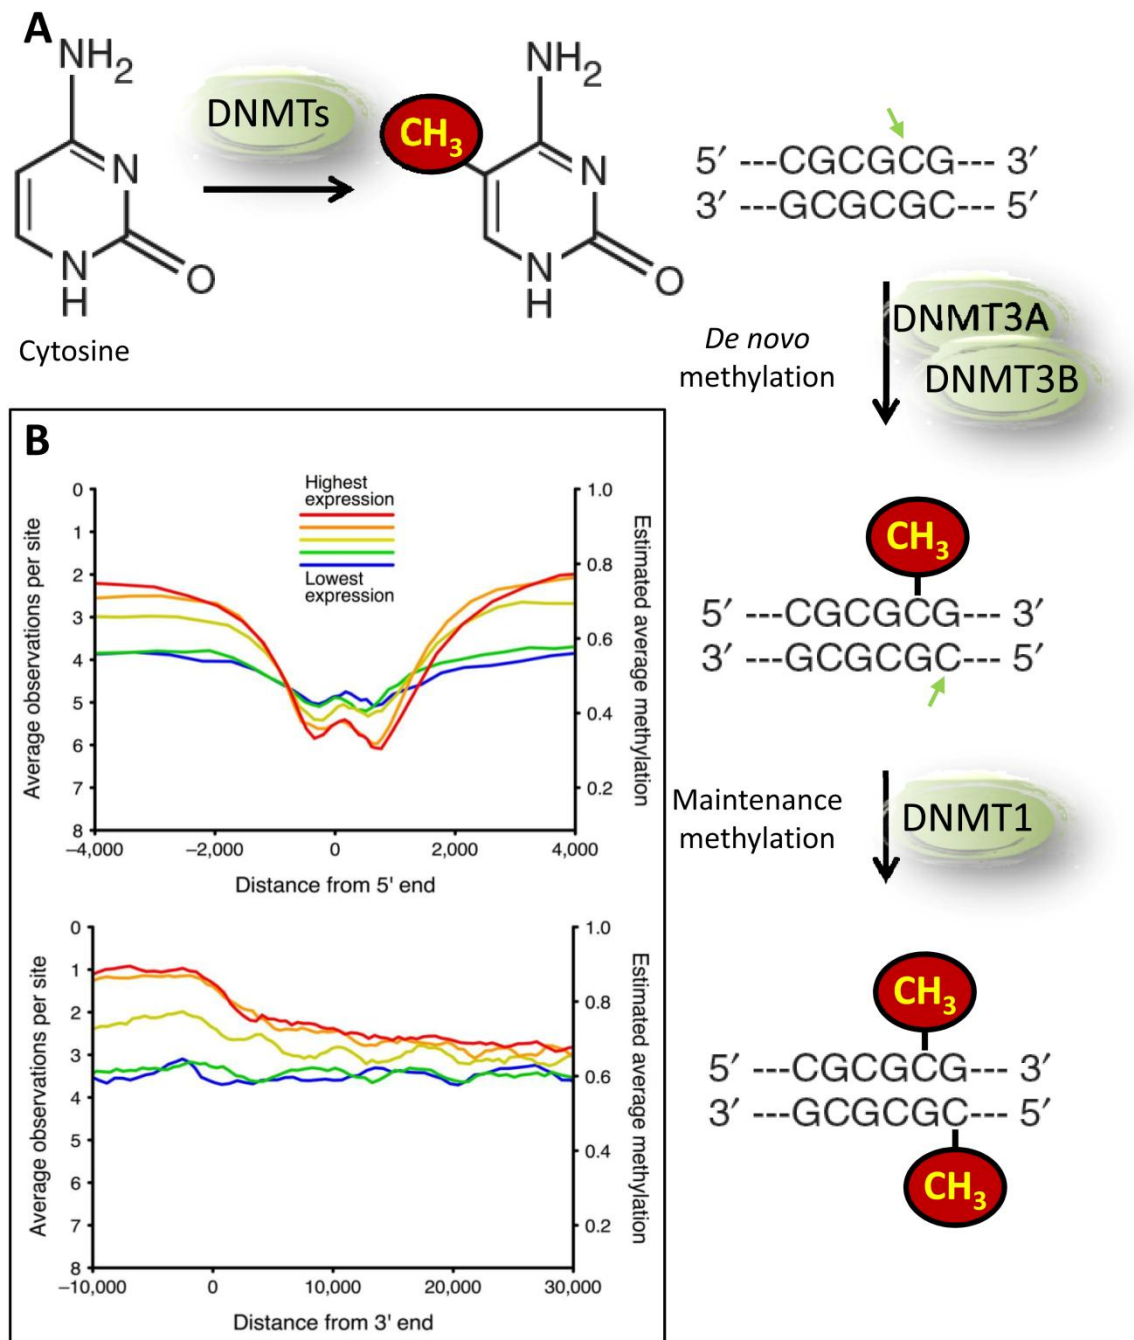 A
NH2
DNMTs
CH3
NH2
N
N
H
O
N
N
H
O
Cytosine
5′ ---CGCGCG--- 3′
3′ ---GCGCGC--- 5′
De novo
methylation
DNMT3A
DNMT3B
CH3
5′ ---CGCGCG--- 3′
3′ ---GCGCGC--- 5′
Maintenance
methylation
DNMT1
CH3
5′ ---CGCGCG--- 3′
3′ ---GCGCGC--- 5′
CH3
B
Highest
expression
Lowest
expression
Average observations per site
0
1
2
3
4
5
6
7
8
1.0
0.8
0.6
0.4
0.2
Estimated average methylation
−4,000
−2,000
0
2,000
4,000
Distance from 5' end
Average observations per site
0
1
2
3
4
5
6
7
8
1.0
0.8
0.6
0.4
0.2
Estimated average methylation
−10,000
0
10,000
20,000
30,000
Distance from 3' end